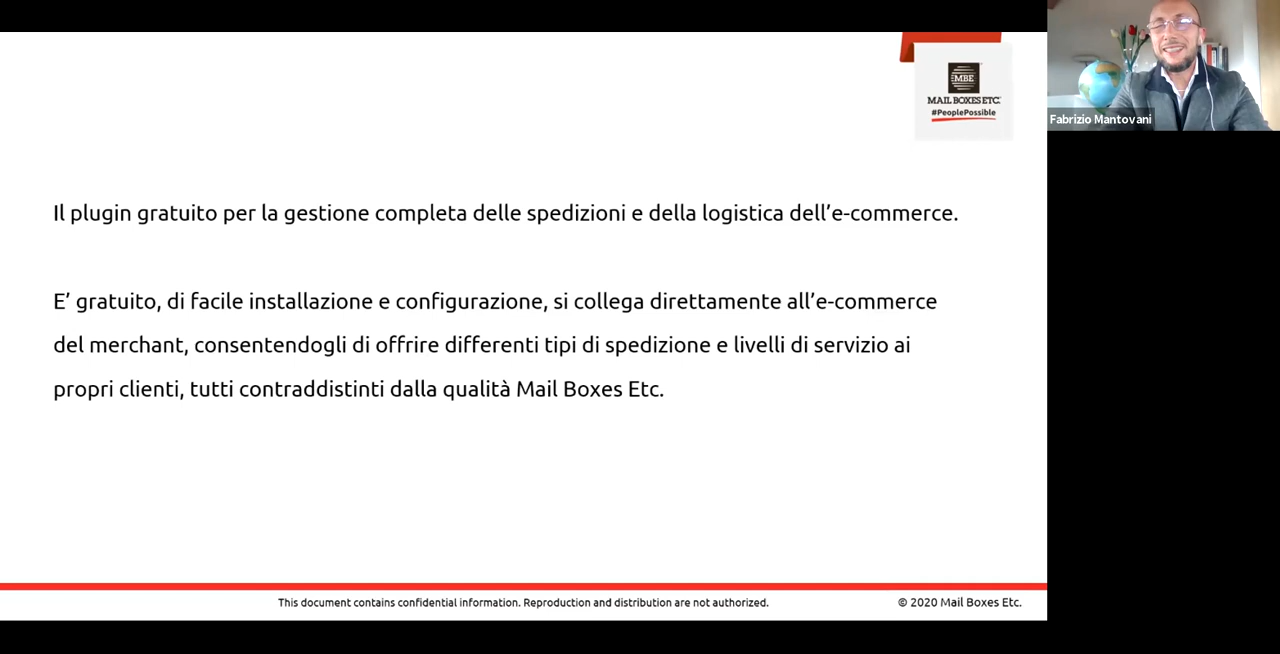 MBE
MAIL BOXES ETC.
#PeoplePossible
Fabrizio Mantovani
Il plugin gratuito per la gestione completa delle spedizioni e della logistica dell’e-commerce.
E’ gratuito, di facile installazione e configurazione, si collega direttamente all’e-commerce
del merchant, consentendogli di offrire differenti tipi di spedizione e livelli di servizio ai
propri clienti, tutti contraddistinti dalla qualità Mail Boxes Etc.
This document contains confidential information. Reproduction and distribution are not authorized.
© 2020 Mail Boxes Etc.